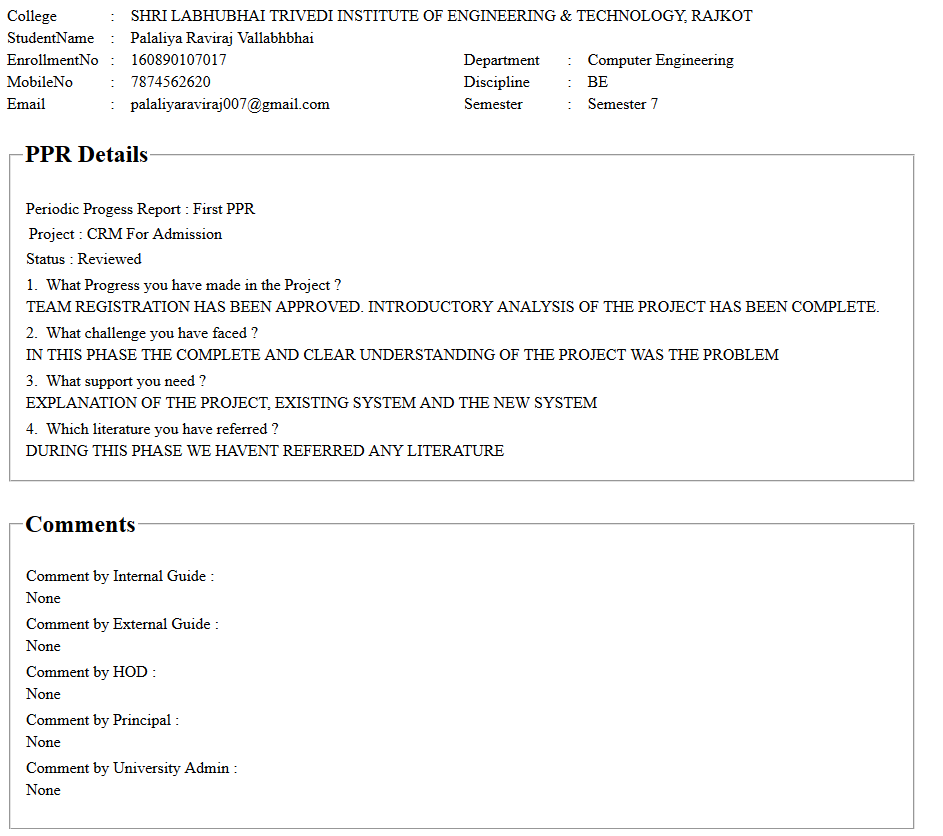 College : SHRI LABHUBHAI TRIVEDI INSTITUTE OF ENGINEERING & TECHNOLOGY, RAJKOT
StudentName : Palaliya Raviraj Vallabhbhai
EnrollmentNo : 160890107017 Department : Computer Engineering
MobileNo : 7874562620 Discipline : BE
Email : palaliyaraviraj007@gmail.com Semester : Semester 7
PPR Details
Periodic Progess Report : First PPR
Project : CRM For Admission
Status : Reviewed
1. What Progress you have made in the Project ?
TEAM REGISTRATION HAS BEEN APPROVED. INTRODUCTORY ANALYSIS OF THE PROJECT HAS BEEN COMPLETE.
2. What challenge you have faced ?
IN THIS PHASE THE COMPLETE AND CLEAR UNDERSTANDING OF THE PROJECT WAS THE PROBLEM
3. What support you need ?
EXPLANATION OF THE PROJECT, EXISTING SYSTEM AND THE NEW SYSTEM
4. Which literature you have referred ?
DURING THIS PHASE WE HAVENT REFERRED ANY LITERATURE
Comments
Comment by Internal Guide :
None
Comment by External Guide :
None
Comment by HOD :
None
Comment by Principal :
None
Comment by University Admin :
None